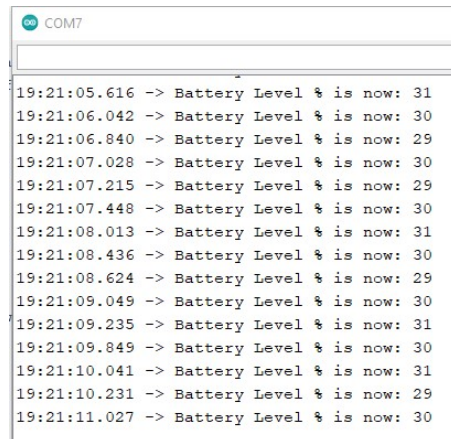 COM7
19:21:05.616 -> Battery Level % is now: 31
19:21:06.042 -> Battery Level % is now: 30
19:21:06.840 -> Battery Level % is now: 29
19:21:07.028 -> Battery Level % is now: 30
19:21:07.215 -> Battery Level % is now: 29
19:21:07.448 -> Battery Level % is now: 30
19:21:08.013 -> Battery Level % is now: 31
19:21:08.436 -> Battery Level % is now: 30
19:21:08.624 -> Battery Level % is now: 29
19:21:09.049 -> Battery Level % is now: 30
19:21:09.235 -> Battery Level % is now: 31
19:21:09.849 -> Battery Level % is now: 30
19:21:10.041 -> Battery Level % is now: 31
19:21:10.231 -> Battery Level % is now: 29
19:21:11.027 -> Battery Level % is now: 30